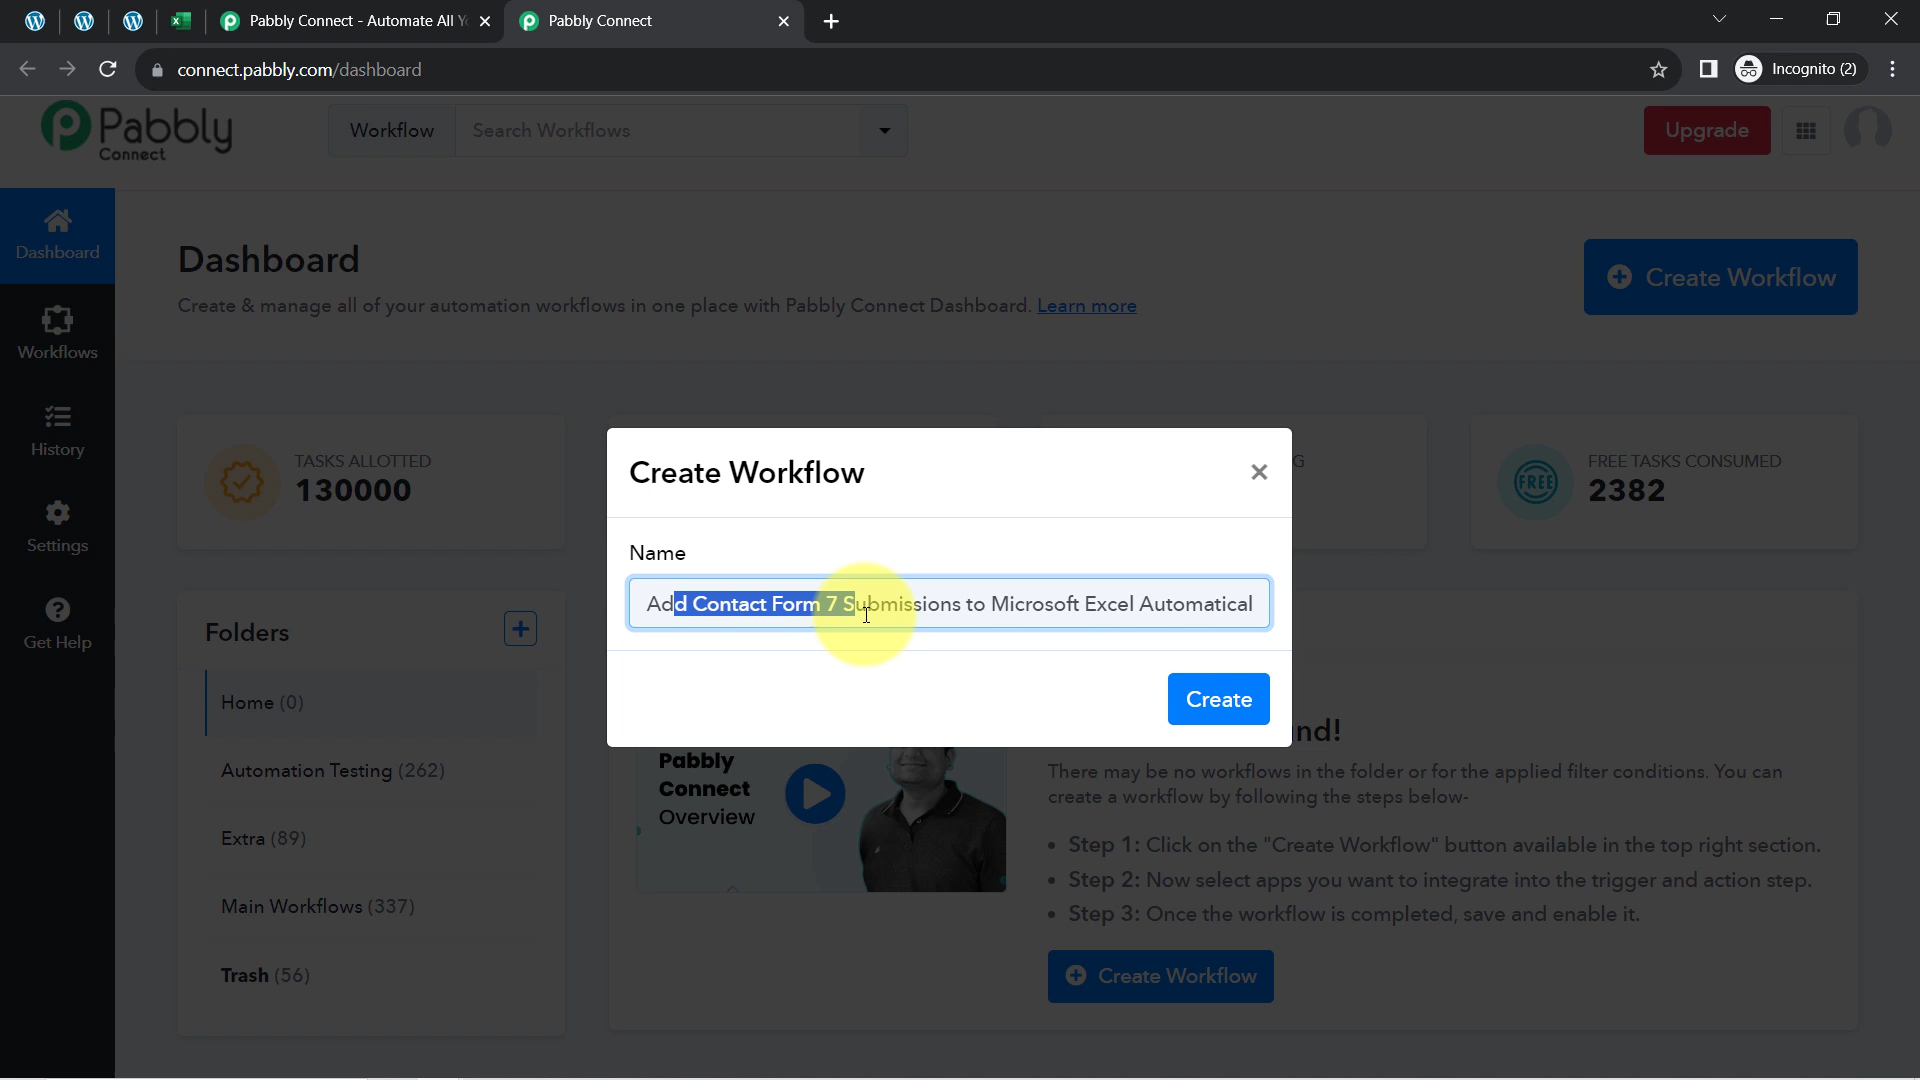 Pabbly Connect - Automate All Yo
Pabbly Connect
connect.pabbly.com/dashboard
Incognito (2)
Pabbly
Connect
Workflow
Search Workflows
Upgrade
Dashboard
Workflows
History
Settings
Get Help
Dashboard
Create & manage all of your automation workflows in one place with Pabbly Connect Dashboard. Learn more
Create Workflow
TASKS ALLOTTED
130000
G
FREE
FREE TASKS CONSUMED
2382
Create Workflow
Name
Add Contact Form 7 Submissions to Microsoft Excel Automatical
Create
Folders
Home (0)
Automation Testing (262)
Extra (89)
Main Workflows (337)
Trash (56)
Pabbly
Connect
Overview
nd!
There may be no workflows in the folder or for the applied filter conditions. You can
create a workflow by following the steps below-
• Step 1: Click on the "Create Workflow" button available in the top right section.
• Step 2: Now select apps you want to integrate into the trigger and action step.
• Step 3: Once the workflow is completed, save and enable it.
Create Workflow